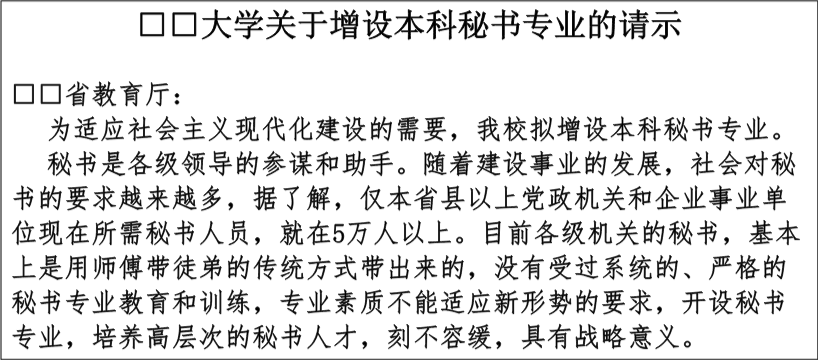 □□大学关于增设本科秘书专业的请示
□□省教育厅：
为适应社会主义现代化建设的需要，我校拟增设本科秘书专业。
秘书是各级领导的参谋和助手。随着建设事业的发展，社会对秘
书的要求越来越多，据了解，仅本省县以上党政机关和企业事业单
位现在所需秘书人员，就在5万人以上。目前各级机关的秘书，基本
上是用师傅带徒弟的传统方式带出来的，没有受过系统的、严格的
秘书专业教育和训练，专业素质不能适应新形势的要求，开设秘书
专业，培养高层次的秘书人才，刻不容缓，具有战略意义。